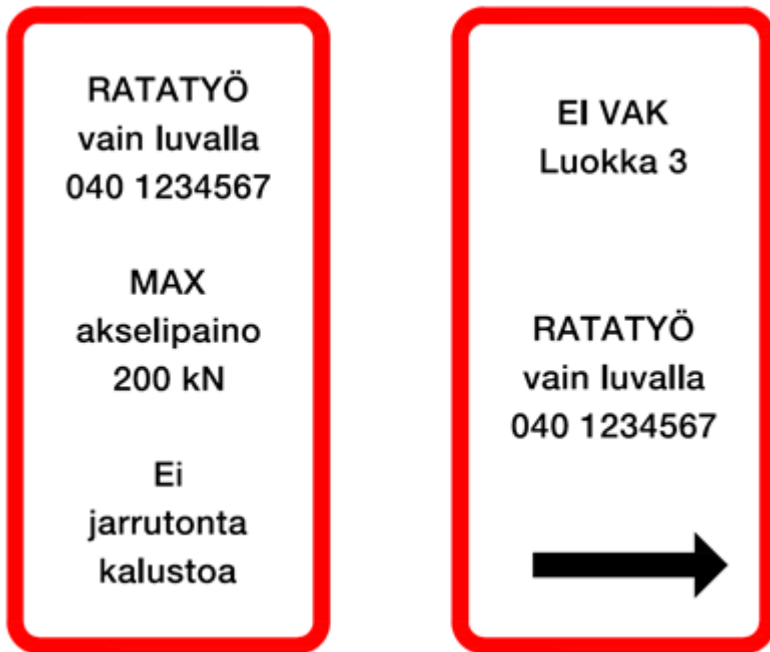 RATATYÖ
vain luvalla
040 1234567
MAX
akselipaino
200 kN
Ei
jarrutonta
kalustoa
EI VAK
Luokka 3
RATATYÖ
vain luvalla
040 1234567